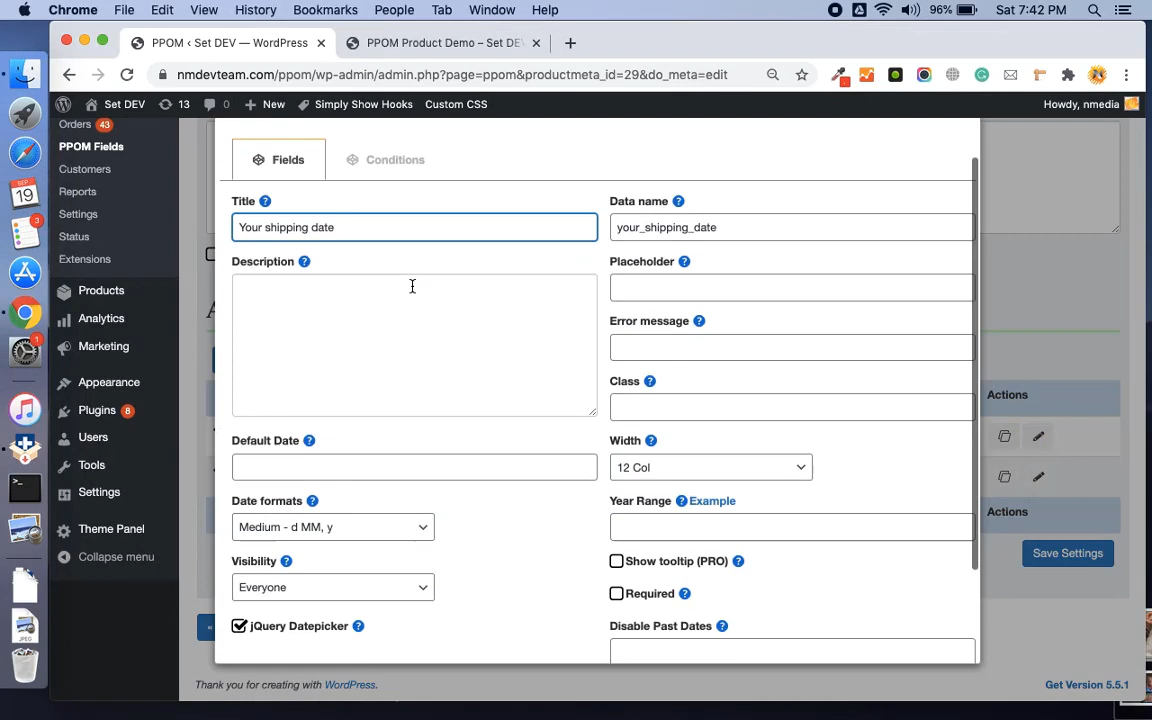 Chrome File Edit View History Bookmarks People Tab Window Help 96% Sat 7:42 PM
PPOM ‹ Set DEV — WordPress PPOM Product Demo – Set DE
nmdevteam.com/ppom/wp-admin/admin.php?page=ppom&productmeta_id=29&do_meta=edit
Set DEV 13 0 New Simply Show Hooks Custom CSS Howdy, nmedia
Orders 43
PPOM Fields
Customers
Reports
Settings
Status
Extensions
Products
Analytics
Marketing
Appearance
Plugins 8
Users
Tools
Settings
Theme Panel
Collapse menu
Fields Conditions
Title Data name
Your shipping date your_shipping_date
Description Placeholder
Error message
Class
Default Date Width
12 Col
Date formats Year Range Example
Medium - d MM, y
Visibility Show tooltip (PRO)
Everyone Required
jQuery Datepicker Disable Past Dates
Actions
Actions
Save Settings
Thank you for creating with WordPress. Get Version 5.5.1
SEP
19
3
1
JPEG